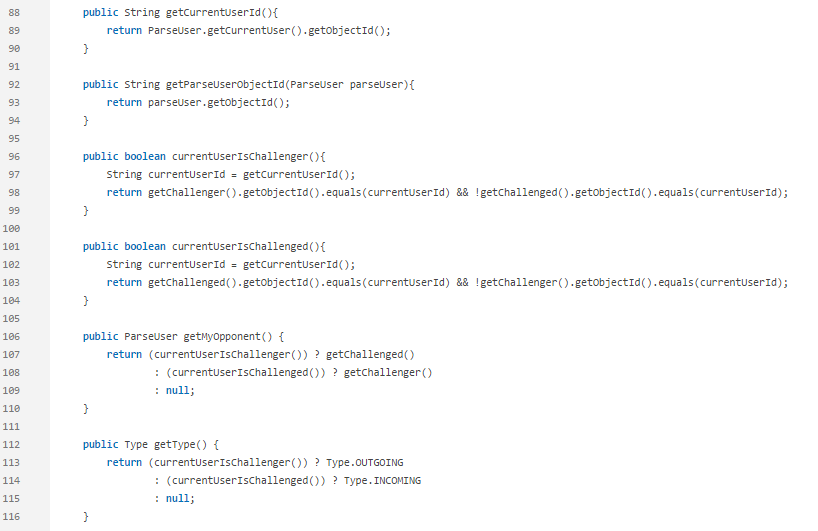 88 public String getCurrentUserId(){
89 return ParseUser.getCurrentUser().getObjectId();
90 }
91
92 public String getParseUserObjectId(ParseUser parseUser){
93 return parseUser.getObjectId();
94 }
95
96 public boolean currentUserIsChallenger(){
97 String currentUserId = getCurrentUserId();
98 return getChallenger().getObjectId().equals(currentUserId) && !getChallenged().getObjectId().equals(currentUserId);
99 }
100
101 public boolean currentUserIsChallenged(){
102 String currentUserId = getCurrentUserId();
103 return getChallenged().getObjectId().equals(currentUserId) && !getChallenger().getObjectId().equals(currentUserId);
104 }
105
106 public ParseUser getMyOpponent() {
107 return (currentUserIsChallenger()) ? getChallenged()
108 : (currentUserIsChallenged()) ? getChallenger()
109 : null;
110 }
111
112 public Type getType() {
113 return (currentUserIsChallenger()) ? Type.OUTGOING
114 : (currentUserIsChallenged()) ? Type.INCOMING
115 : null;
116 }